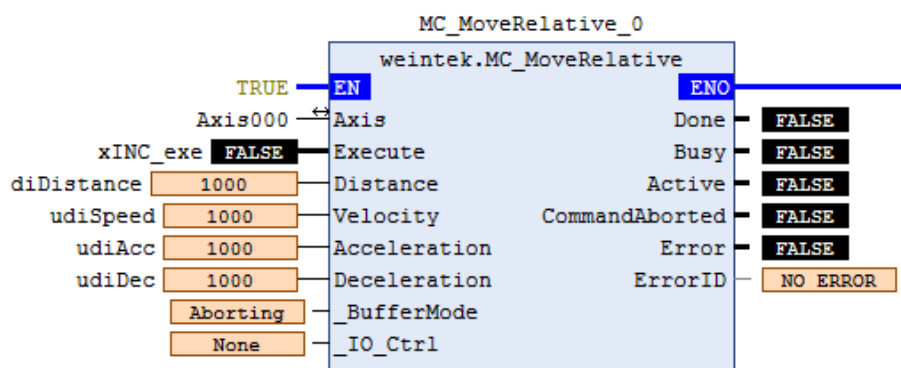 MC_MoveRelative_0
weintek.MC_MoveRelative
TRUE EN ENO
Axis000 Axis Done FALSE
xINC_exe FALSE Execute Busy FALSE
diDistance 1000 Distance Active FALSE
udiSpeed 1000 Velocity CommandAborted FALSE
udiAcc 1000 Acceleration Error FALSE
udiDec 1000 Deceleration ErrorID NO ERROR
Aborting _BufferMode
None _IO_Ctrl